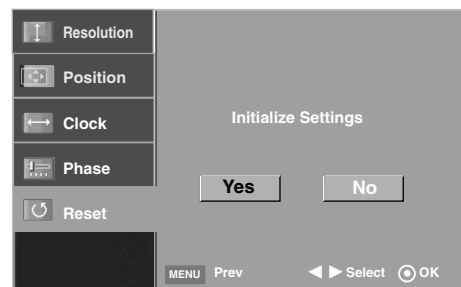 Resolution
Position
Clock
Phase
Reset
Initialize Settings
Yes No
MENU Prev Select OK